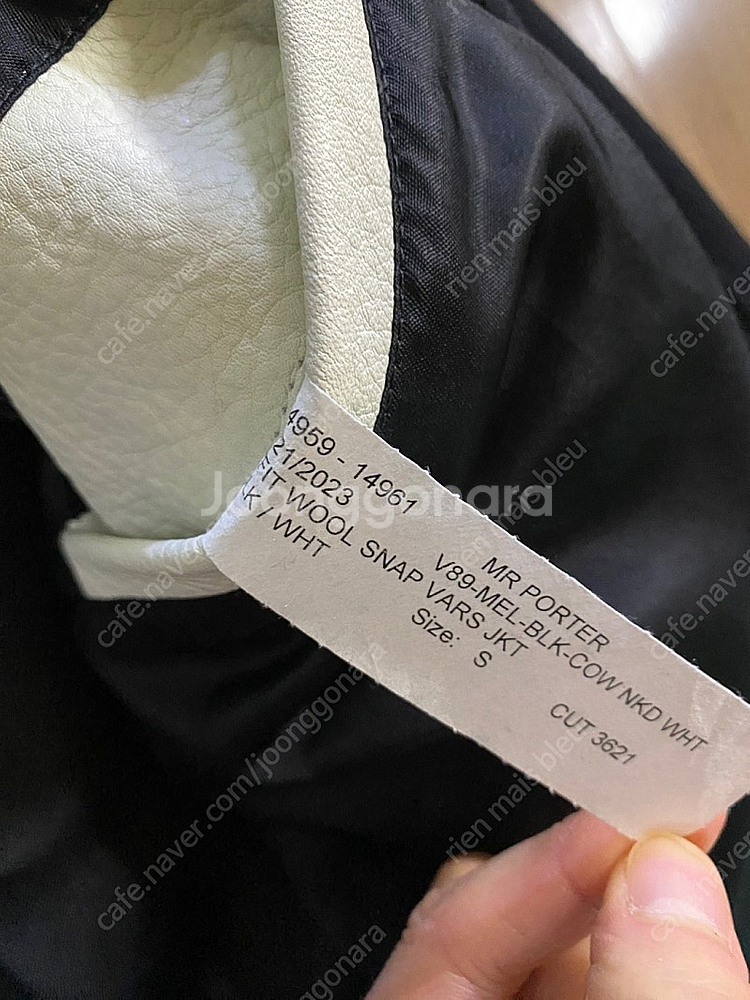 4959 - 14961
MR PORTER
21/2023
V89-MEL-BLK-COW NKD WHT
IT WOOL SNAP VARS JKT
K / WHT
Size: S
CUT 3621
Joonggonara
cafe.naver.com/joonggonara
rien mais bleu